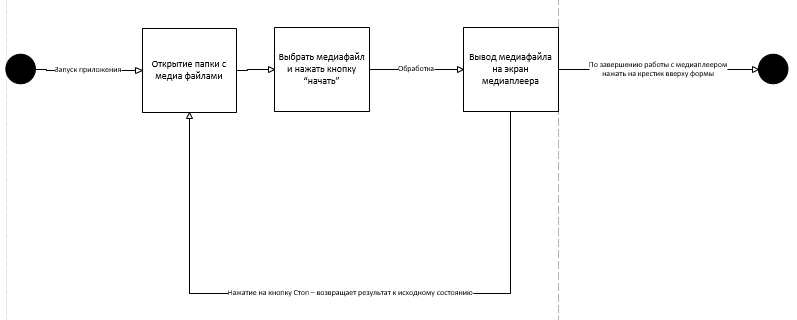 Запуск приложения
Открытие папки с
медиа файлами
Выбрать медиафайл
и нажать кнопку
“начать”
Обработка
Вывод медиафайла
на экран
медиаплеера
По завершению работы с медиаплеером
нажать на крестик вверху формы
Нажатие на кнопку Стоп – возвращает результат к исходному состоянию